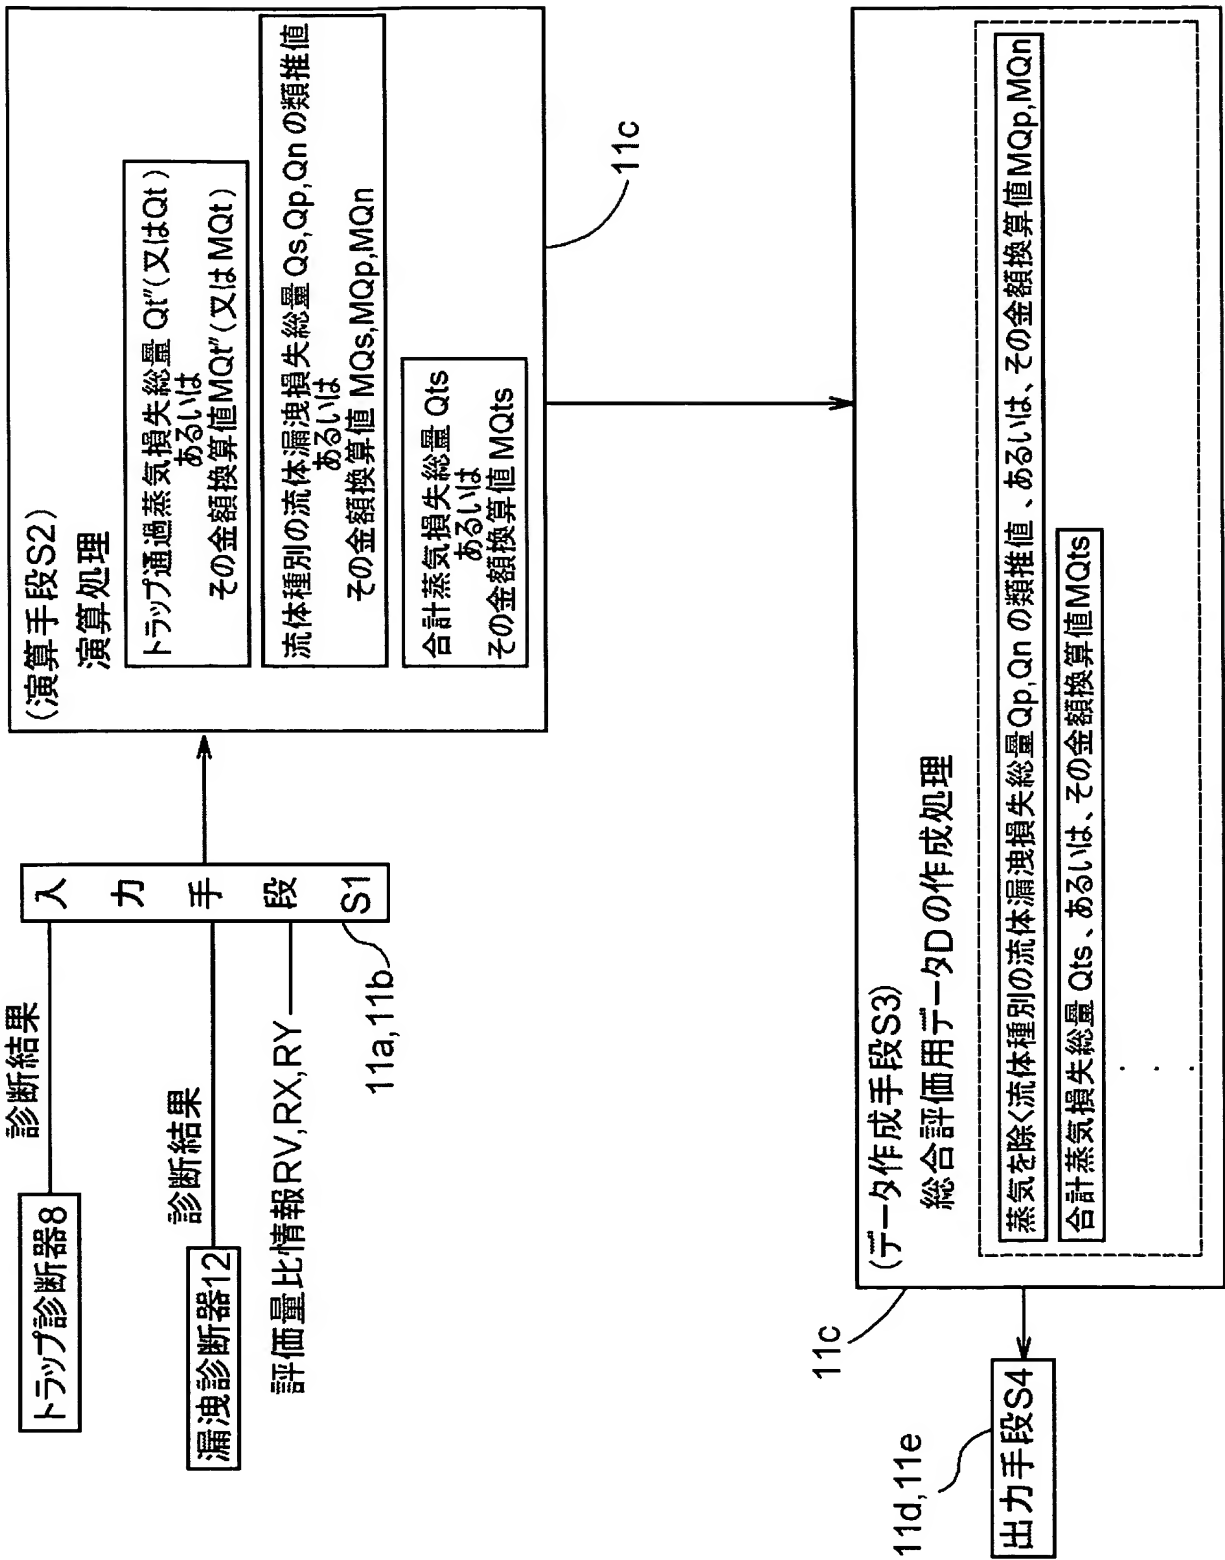 トラップ診断器8
診断結果
漏洩診断器12
診断結果
評価量比情報RV,RX,RY
入力手段S1
11a,11b
(演算手段S2)
演算処理
トラップ通過蒸気損失総量 Qt"(又はQt)
あるいは
その金額換算値MQt"(又は MQt)
流体種別の流体漏洩損失総量 Qs,Qp,Qn の類推値
あるいは
その金額換算値 MQs,MQp,MQn
合計蒸気損失総量 Qts
あるいは
その金額換算値 MQts
11c
(データ作成手段S3)
総合評価用データD の作成処理
蒸気を除く流体種別の流体漏洩損失総量Qp,Qn の類推値 、あるいは、その金額換算値MQp,MQn
合計蒸気損失総量 Qts、あるいは、その金額換算値MQts
・・・
11c
出力手段S4
11d,11e